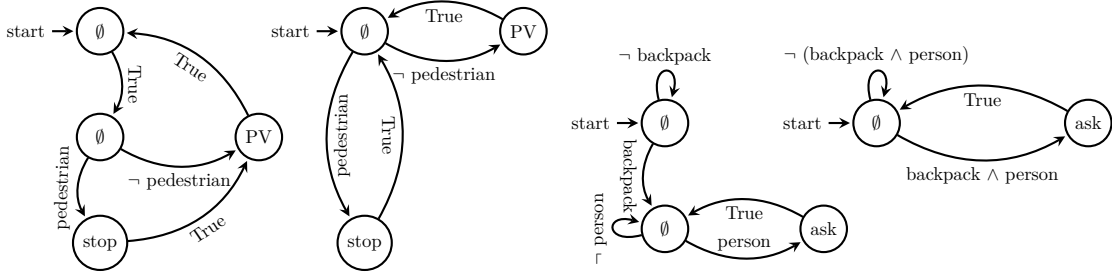 start
∅
True
True
∅
PV
pedestrian
¬ pedestrian
stop
True
start
∅
True
PV
¬ pedestrian
pedestrian
True
stop
¬ backpack
start
∅
backpack
¬ person
∅
True
person
ask
¬ (backpack ∧ person)
start
∅
True
ask
backpack ∧ person